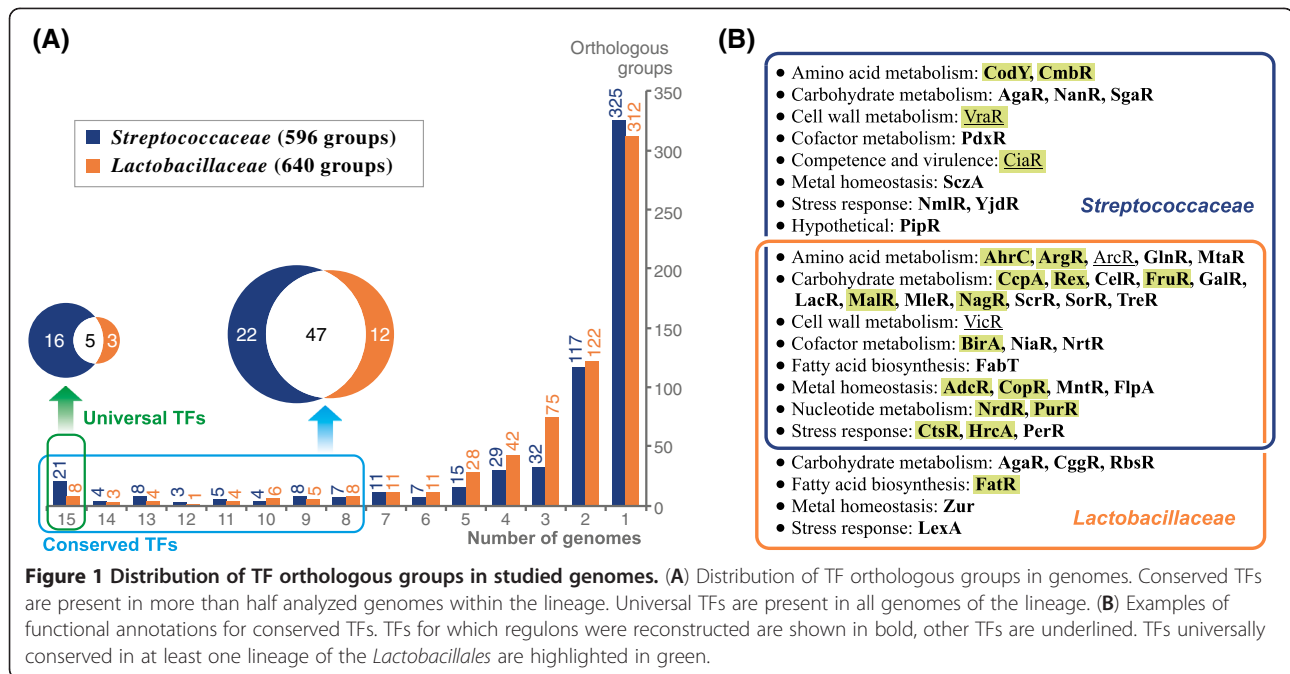 (A)
Orthologous
groups
Streptococcaceae (596 groups)
Lactobacillaceae (640 groups)
350
300
250
200
150
100
50
0
16 5 3
22 47 12
Universal TFs
21 8
4 3
8 4
3 1
5 4
4 6
8 5
7 8
11 11
7 11
15 28
29 42
32 75
117 122
325 312
15 14 13 12 11 10 9 8 7 6 5 4 3 2 1
Conserved TFs
Number of genomes
(B)
• Amino acid metabolism: CodY, CmbR
• Carbohydrate metabolism: AgaR, NanR, SgaR
• Cell wall metabolism: VraR
• Cofactor metabolism: PdxR
• Competence and virulence: CiaR
• Metal homeostasis: SczA
• Stress response: NmlR, YjdR
• Hypothetical: PipR
Streptococcaceae
• Amino acid metabolism: AhrC, ArgR, ArcR, GlnR, MtaR
• Carbohydrate metabolism: CcpA, Rex, CelR, FruR, GalR,
LacR, MalR, MleR, NagR, ScrR, SorR, TreR
• Cell wall metabolism: VicR
• Cofactor metabolism: BirA, NiaR, NrtR
• Fatty acid biosynthesis: FabT
• Metal homeostasis: AdcR, CopR, MntR, FlpA
• Nucleotide metabolism: NrdR, PurR
• Stress response: CtsR, HrcA, PerR
• Carbohydrate metabolism: AgaR, CggR, RbsR
• Fatty acid biosynthesis: FatR
• Metal homeostasis: Zur
• Stress response: LexA
Lactobacillaceae
Figure 1 Distribution of TF orthologous groups in studied genomes. (A) Distribution of TF orthologous groups in genomes. Conserved TFs
are present in more than half analyzed genomes within the lineage. Universal TFs are present in all genomes of the lineage. (B) Examples of
functional annotations for conserved TFs. TFs for which regulons were reconstructed are shown in bold, other TFs are underlined. TFs universally
conserved in at least one lineage of the Lactobacillales are highlighted in green.